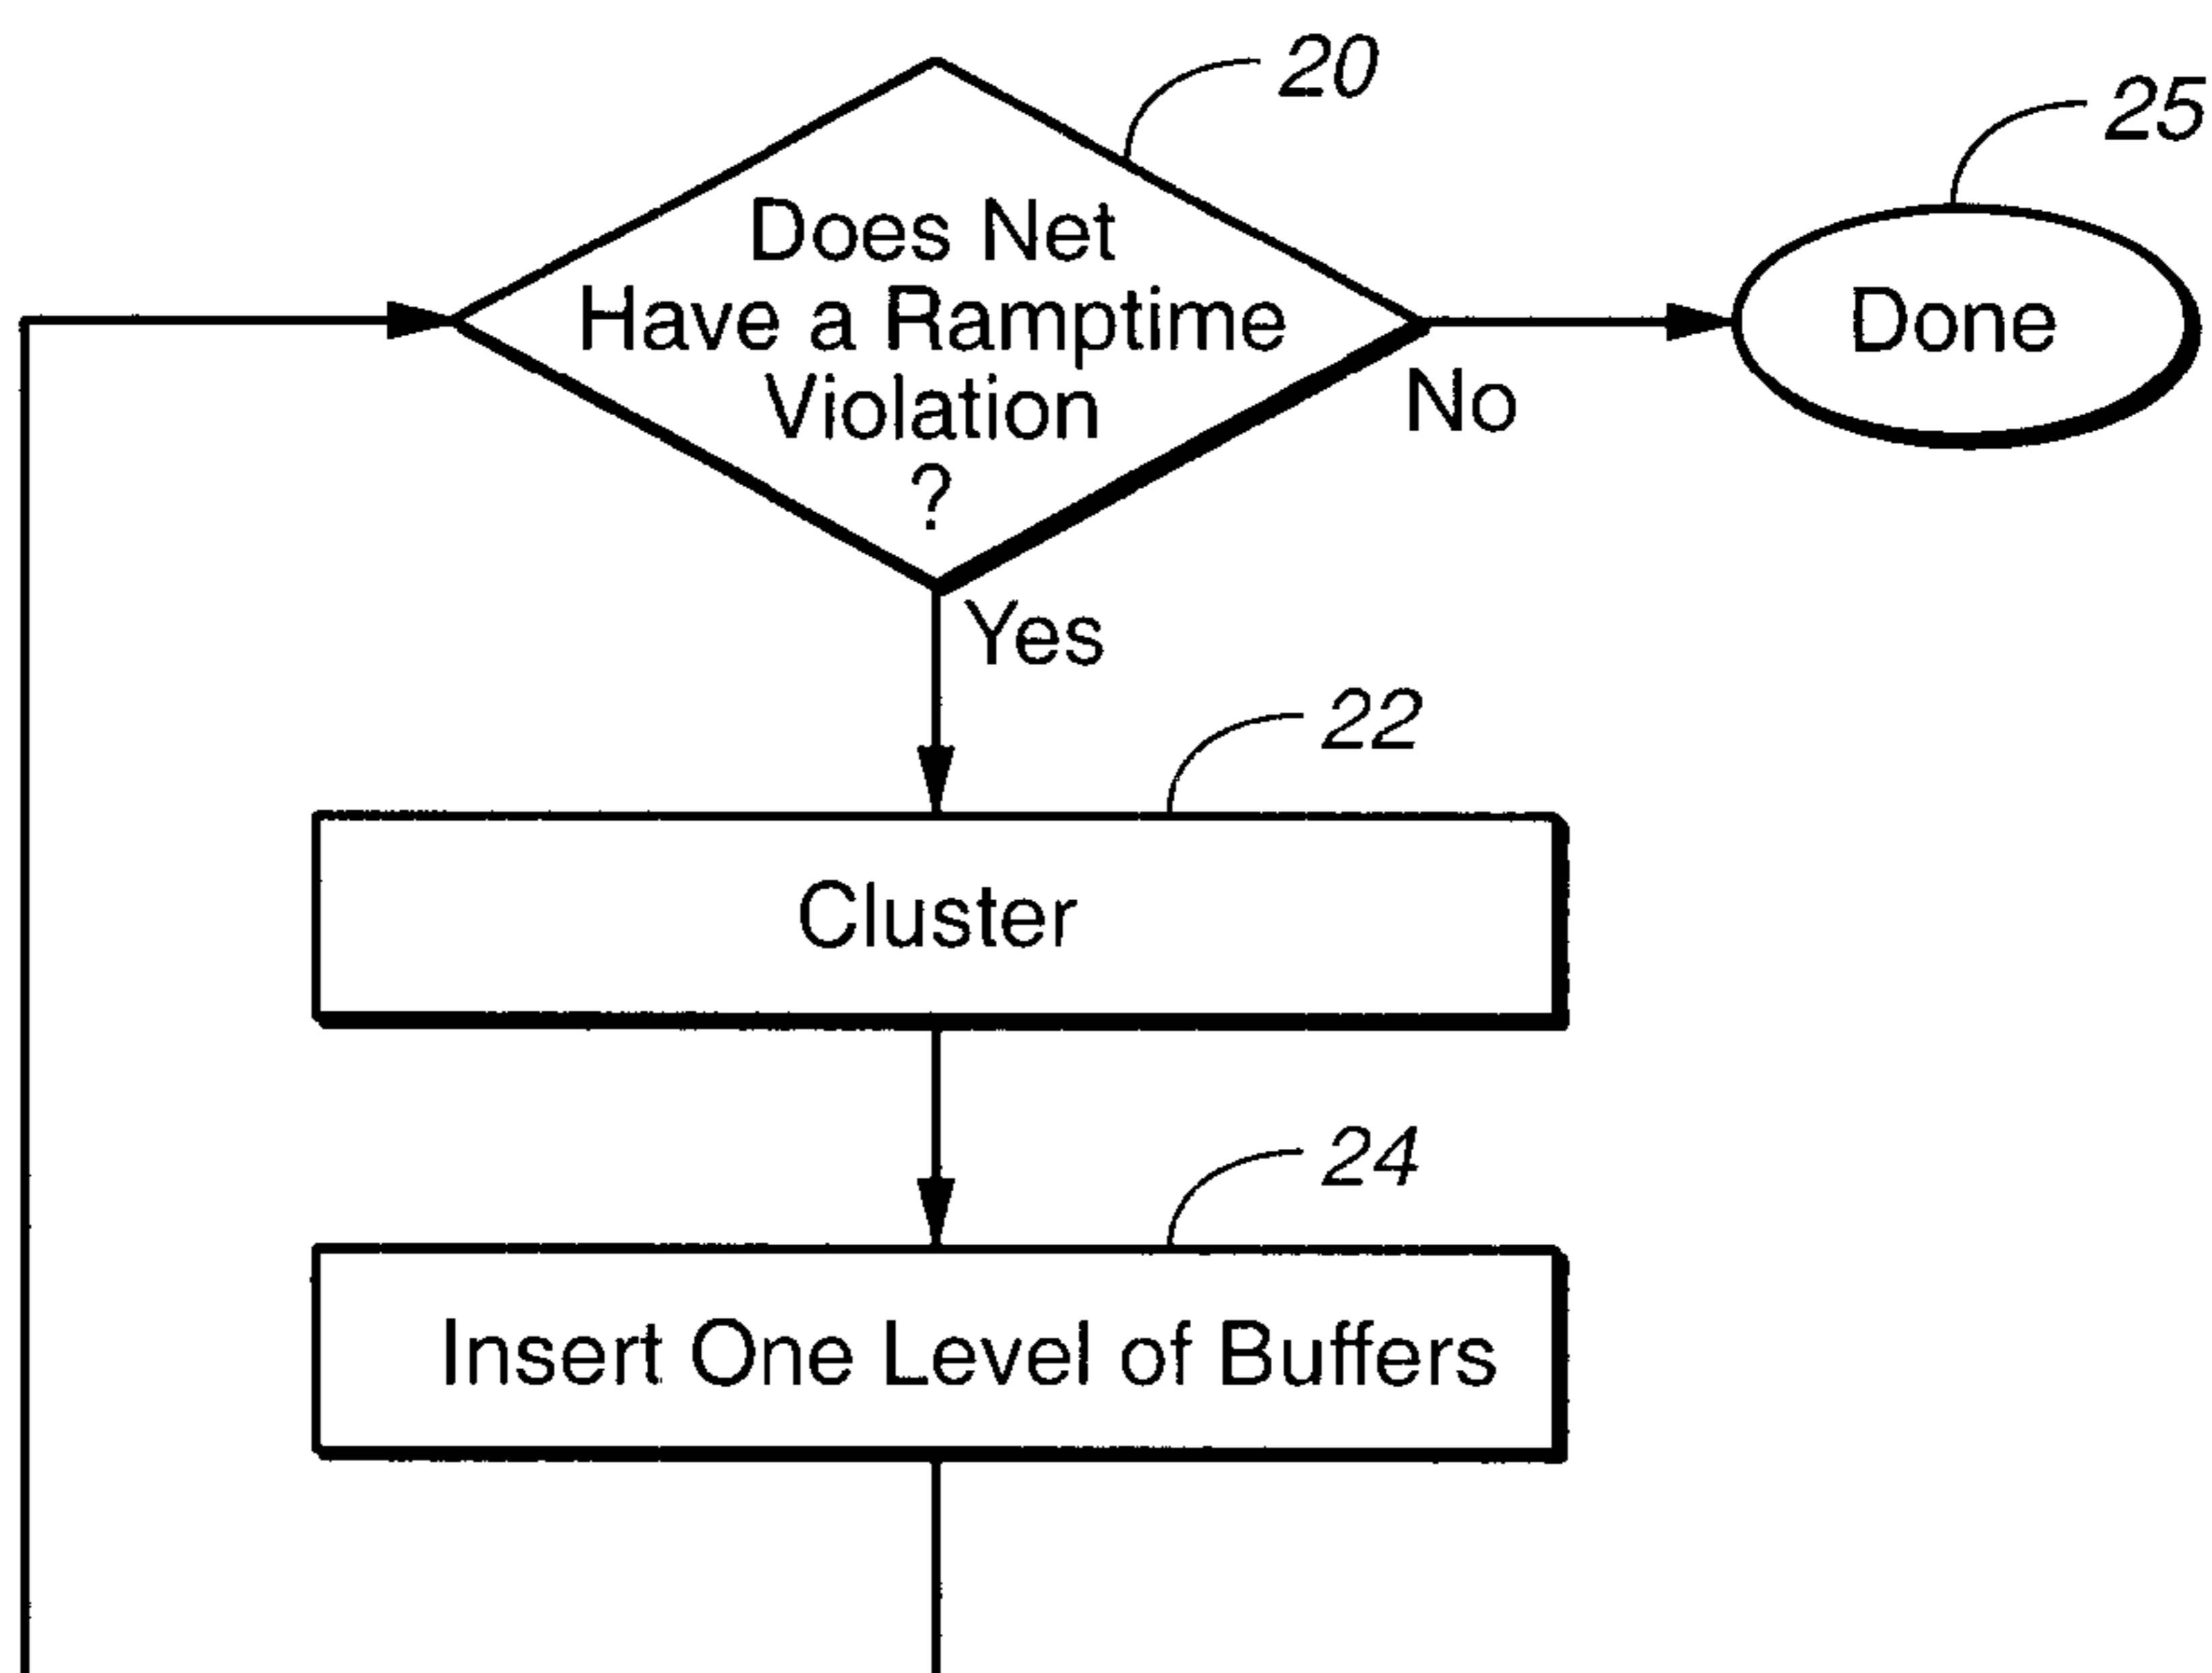 20
25
Does Net
Have a Ramptime
Violation
?
Done
No
Yes
22
Cluster
24
Insert One Level of Buffers